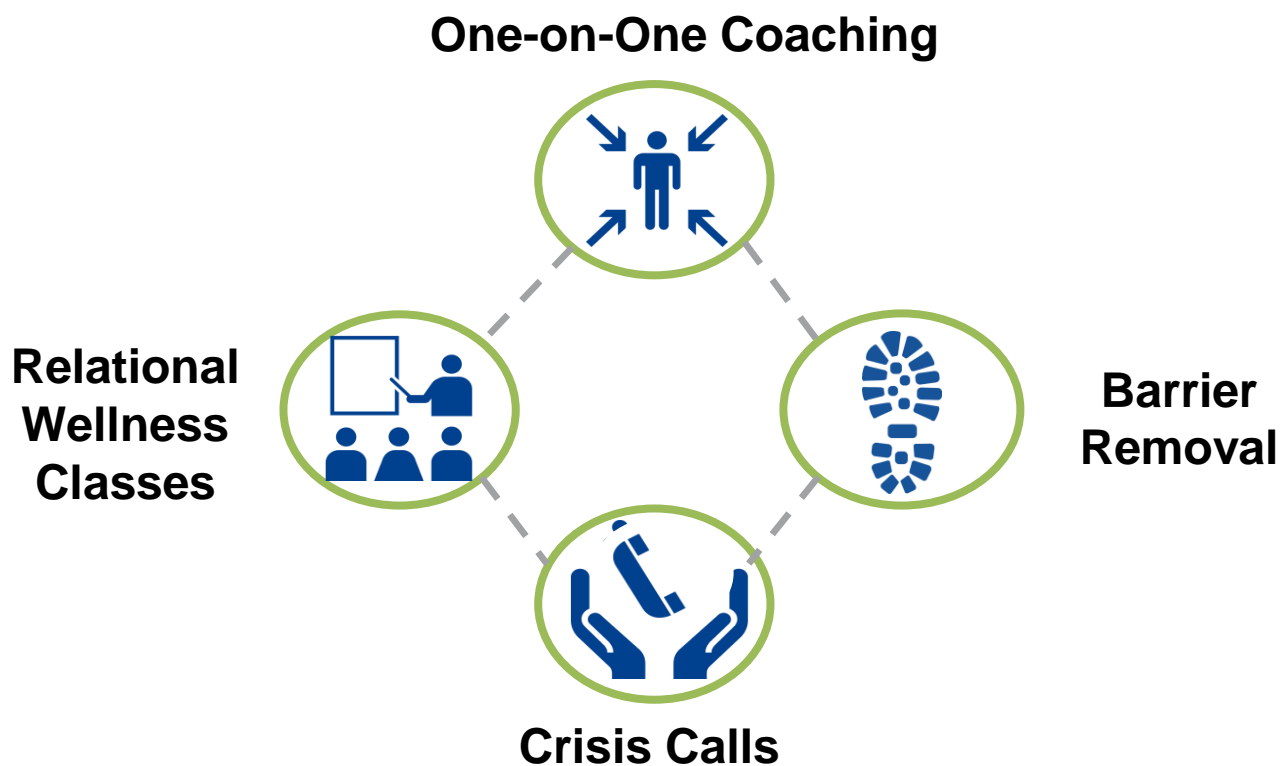 One-on-One Coaching
Relational
Wellness
Classes
Barrier
Removal
Crisis Calls